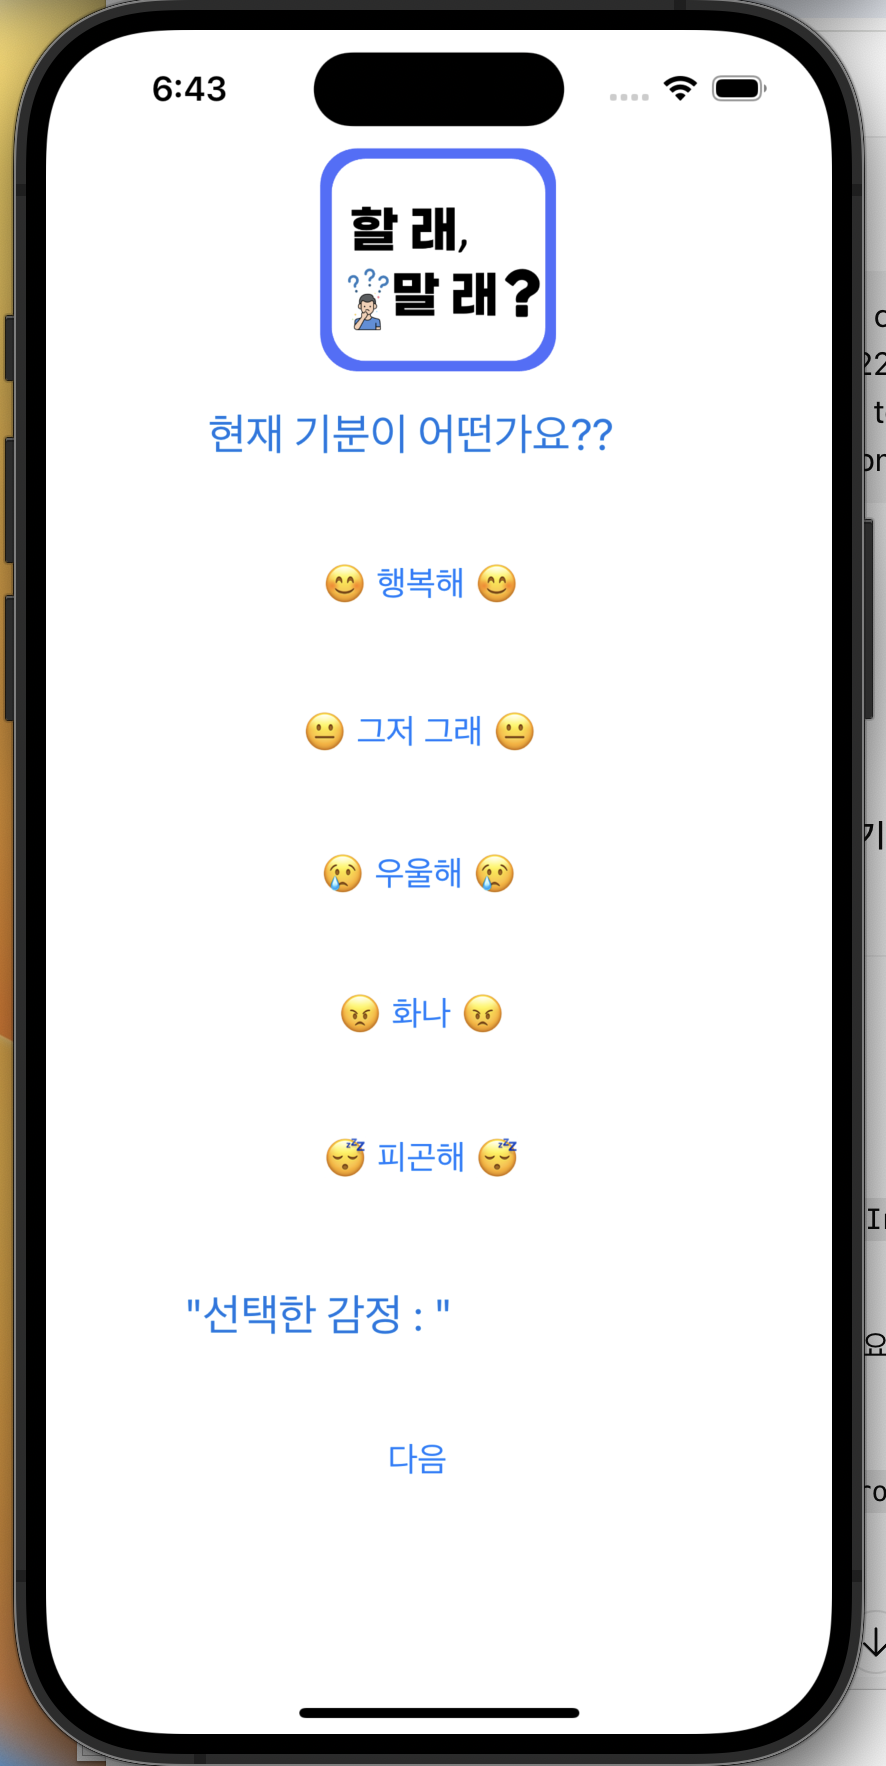 6:43
할 래,
???
말 래?
현재 기분이 어떤가요??
😊 행복해 😊
😐 그저 그래 😐
😢 우울해 😢
😠 화나 😠
😴 피곤해 😴
"선택한 감정 : "
다음